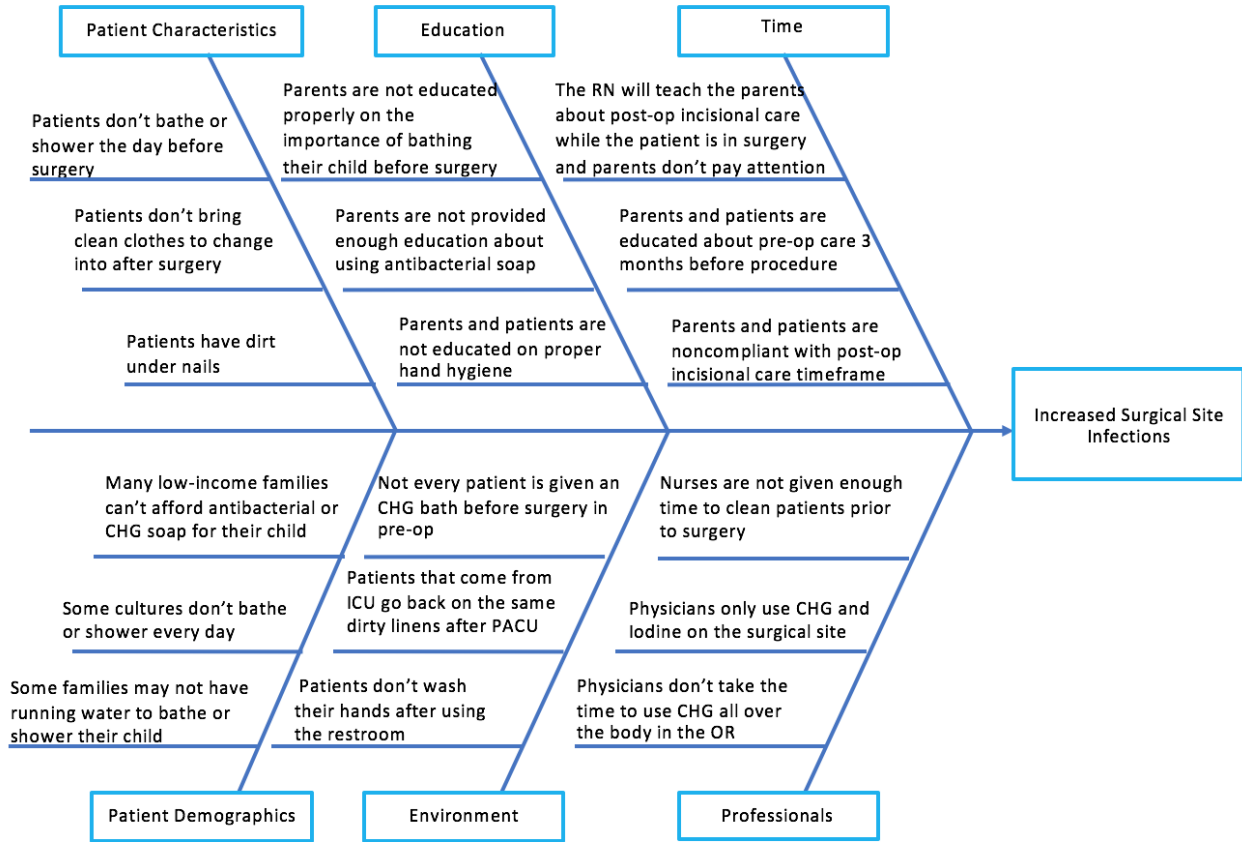 Patient Characteristics
Education
Time
Patients don't bathe or
shower the day before
surgery
Parents are not educated
properly on the
importance of bathing
their child before surgery
The RN will teach the parents
about post-op incisional care
while the patient is in surgery
and parents don't pay attention
Patients don't bring
clean clothes to change
into after surgery
Parents are not provided
enough education about
using antibacterial soap
Parents and patients are
educated about pre-op care 3
months before procedure
Patients have dirt
under nails
Parents and patients are
not educated on proper
hand hygiene
Parents and patients are
noncompliant with post-op
incisional care timeframe
Increased Surgical Site
Infections
Many low-income families
can't afford antibacterial or
CHG soap for their child
Not every patient is given an
CHG bath before surgery in
pre-op
Nurses are not given enough
time to clean patients prior
to surgery
Some cultures don't bathe
or shower every day
Patients that come from
ICU go back on the same
dirty linens after PACU
Physicians only use CHG and
Iodine on the surgical site
Some families may not have
running water to bathe or
shower their child
Patients don't wash
their hands after using
the restroom
Physicians don't take the
time to use CHG all over
the body in the OR
Patient Demographics
Environment
Professionals